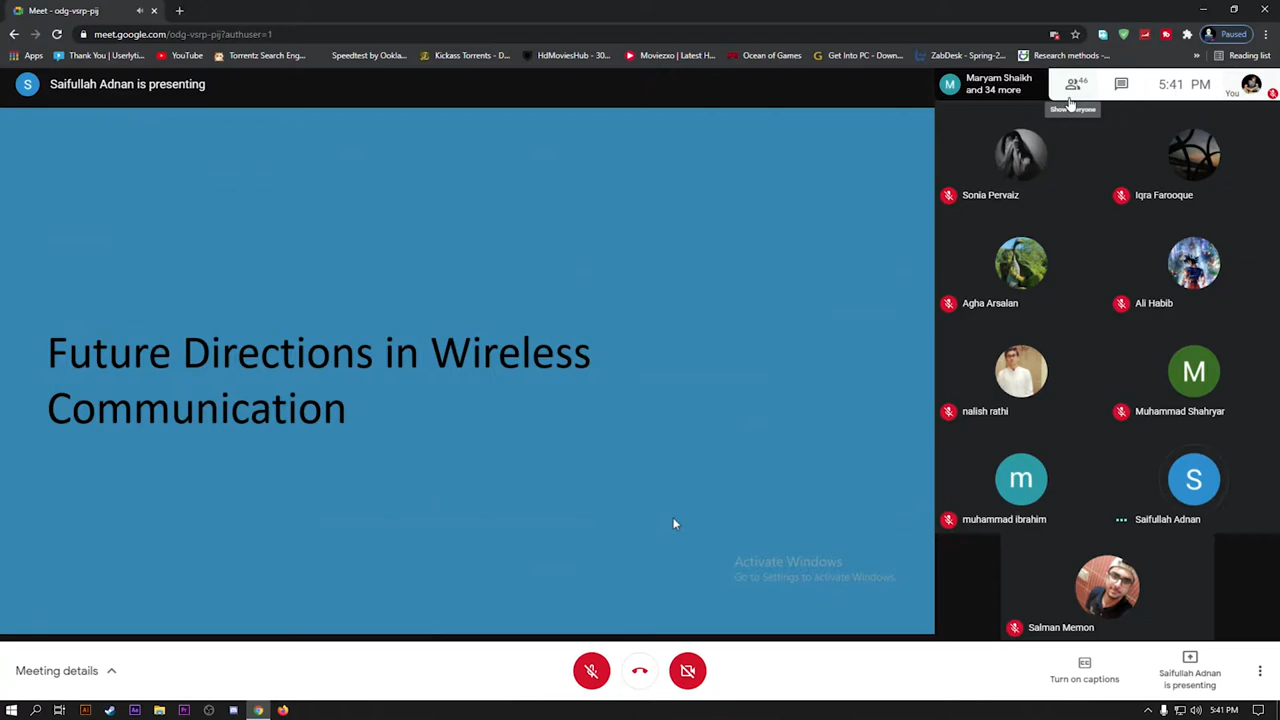 Meet - odg-vsrp-pij
meet.google.com/odg-vsrp-pij?authuser=1
Paused
Apps
Thank You | Userlyti...
YouTube
Torrentz Search Eng...
Speedtest by Ookla...
Kickass Torrents - D...
HdMoviesHub - 30...
Moviezxo | Latest H...
Ocean of Games
Get Into PC - Down...
ZabDesk - Spring-2...
Research methods -...
»
Reading list
S
Saifullah Adnan is presenting
M
Maryam Shaikh
and 34 more
46
5:41 PM
You
Sonia Pervaiz
Iqra Farooque
Agha Arsalan
Ali Habib
nalish rathi
M
Muhammad Shahryar
m
muhammad ibrahim
S
Saifullah Adnan
Salman Memon
Future Directions in Wireless
Communication
Activate Windows
Go to Settings to activate Windows.
Meeting details
Turn on captions
Saifullah Adnan
is presenting
Ai
Ae
Pr
5:41 PM